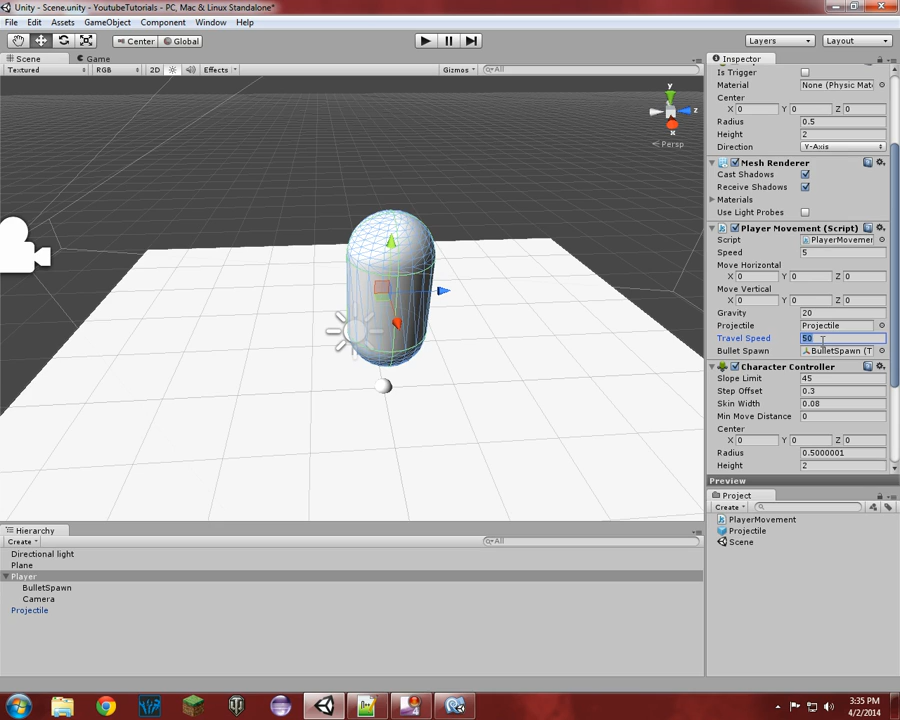 Unity - Scene.unity - YoutubeTutorials - PC, Mac & Linux Standalone*
File Edit Assets GameObject Component Window Help
Center Global Layers Layout
Scene Game
Textured RGB 2D Effects Gizmos All
y
z
x
Persp
Inspector
Is Trigger
Material None (Physic Mat
Center
X 0 Y 0 Z 0
Radius 0.5
Height 2
Direction Y-Axis
Mesh Renderer
Cast Shadows
Receive Shadows
Materials
Use Light Probes
Player Movement (Script)
Script PlayerMovemer
Speed 5
Move Horizontal
X 0 Y 0 Z 0
Move Vertical
X 0 Y 0 Z 0
Gravity 20
Projectile Projectile
Travel Speed 50
Bullet Spawn BulletSpawn (T
Character Controller
Slope Limit 45
Step Offset 0.3
Skin Width 0.08
Min Move Distance 0
Center
X 0 Y 0 Z 0
Radius 0.5000001
Height 2
Preview
Project
Create
PlayerMovement
Projectile
Scene
Hierarchy
Create All
Directional light
Plane
Player
BulletSpawn
Camera
Projectile
3:35 PM
4/2/2014